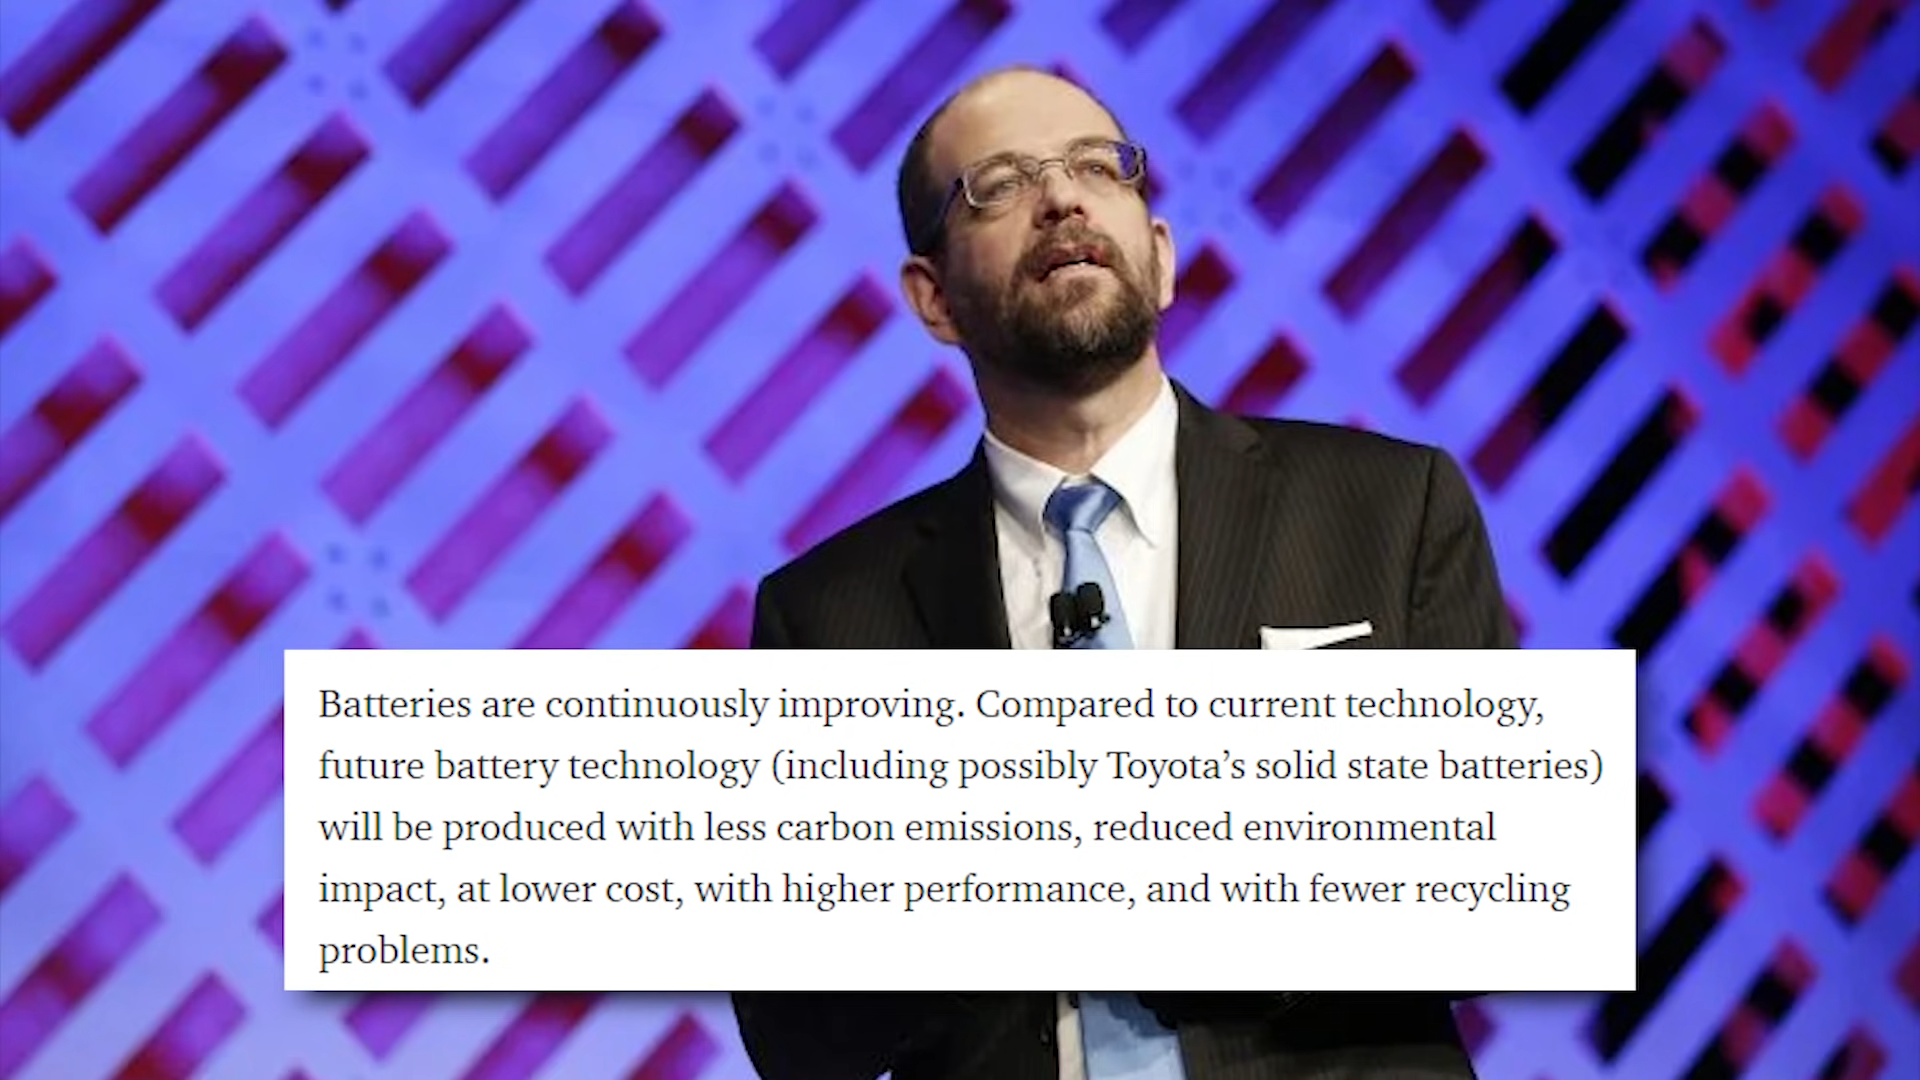 Batteries are continuously improving. Compared to current technology,
future battery technology (including possibly Toyota’s solid state batteries)
will be produced with less carbon emissions, reduced environmental
impact, at lower cost, with higher performance, and with fewer recycling
problems.